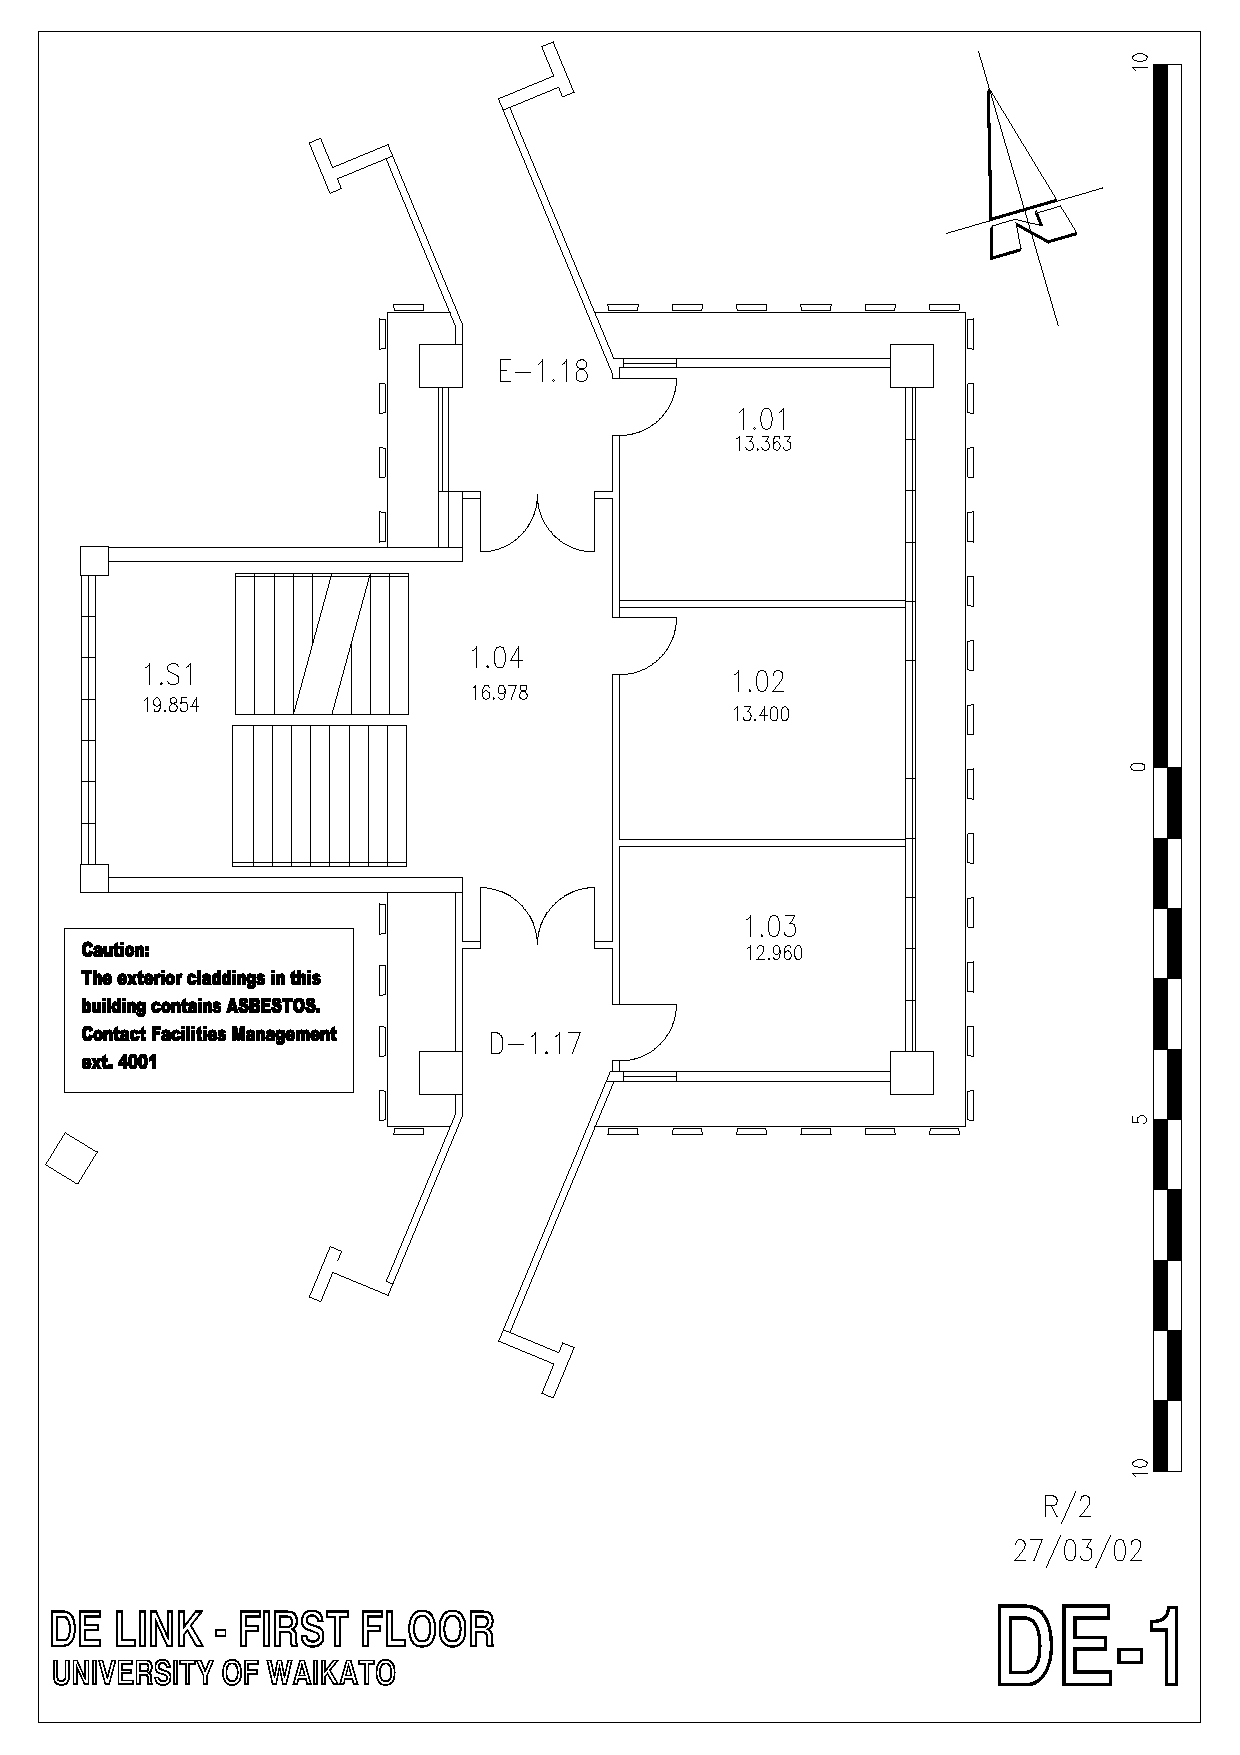 10
E-1.18
1.01
13.363
1.04
16.978
1.S1
19.854
1.02
13.400
0
1.03
12.960
Caution:
The exterior claddings in this
building contains ASBESTOS.
Contact Facilities Management
ext. 4001
D-1.17
5
10
R/2
27/03/02
DE LINK - FIRST FLOOR
UNIVERSITY OF WAIKATO
DE-1